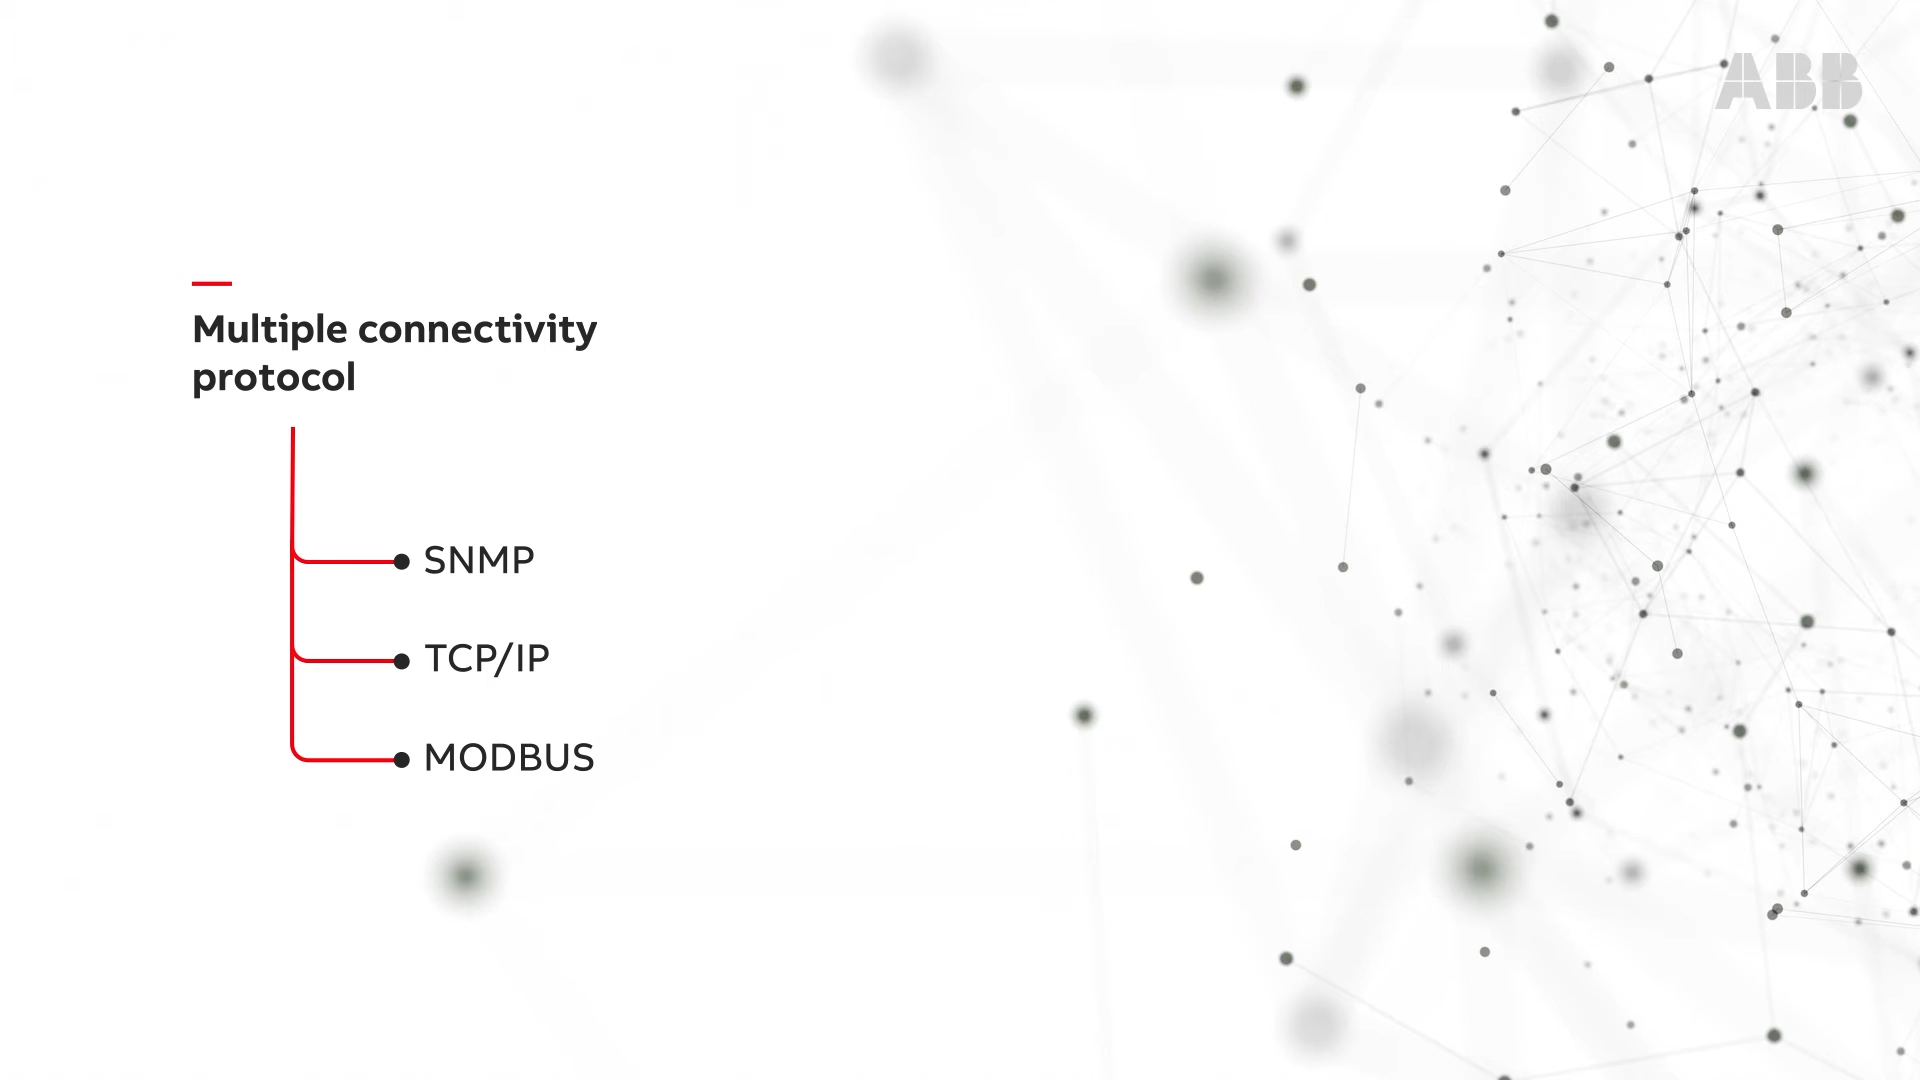 ABB
Multiple connectivity
protocol
SNMP
TCP/IP
MODBUS